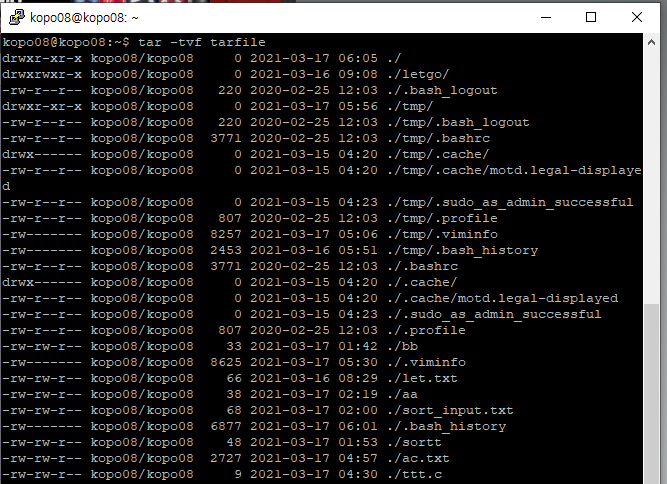 kopo08@kopo08: ~
kopo08@kopo08:~$ tar -tvf tarfile
drwxr-xr-x kopo08/kopo08     0 2021-03-17 06:05 ./
drwxrwxr-x kopo08/kopo08     0 2021-03-16 09:08 ./letgo/
-rw-r--r-- kopo08/kopo08   220 2020-02-25 12:03 ./.bash_logout
drwxr-xr-x kopo08/kopo08     0 2021-03-17 05:56 ./tmp/
-rw-r--r-- kopo08/kopo08   220 2020-02-25 12:03 ./tmp/.bash_logout
-rw-r--r-- kopo08/kopo08  3771 2020-02-25 12:03 ./tmp/.bashrc
drwx------ kopo08/kopo08     0 2021-03-15 04:20 ./tmp/.cache/
-rw-r--r-- kopo08/kopo08     0 2021-03-15 04:20 ./tmp/.cache/motd.legal-displaye
d
-rw-r--r-- kopo08/kopo08     0 2021-03-15 04:23 ./tmp/.sudo_as_admin_successful
-rw-r--r-- kopo08/kopo08   807 2020-02-25 12:03 ./tmp/.profile
-rw------- kopo08/kopo08  8257 2021-03-17 05:06 ./tmp/.viminfo
-rw------- kopo08/kopo08  2453 2021-03-16 05:51 ./tmp/.bash_history
-rw-r--r-- kopo08/kopo08  3771 2020-02-25 12:03 ./.bashrc
drwx------ kopo08/kopo08     0 2021-03-15 04:20 ./.cache/
-rw-r--r-- kopo08/kopo08     0 2021-03-15 04:20 ./.cache/motd.legal-displayed
-rw-r--r-- kopo08/kopo08     0 2021-03-15 04:23 ./.sudo_as_admin_successful
-rw-r--r-- kopo08/kopo08   807 2020-02-25 12:03 ./.profile
-rw-rw-r-- kopo08/kopo08    33 2021-03-17 01:42 ./bb
-rw------- kopo08/kopo08  8625 2021-03-17 05:30 ./.viminfo
-rw-rw-r-- kopo08/kopo08    66 2021-03-16 08:29 ./let.txt
-rw-rw-r-- kopo08/kopo08    38 2021-03-17 02:19 ./aa
-rw-rw-r-- kopo08/kopo08    68 2021-03-17 02:00 ./sort_input.txt
-rw------- kopo08/kopo08  6877 2021-03-17 06:01 ./.bash_history
-rw-rw-r-- kopo08/kopo08    48 2021-03-17 01:53 ./sortt
-rw-rw-r-- kopo08/kopo08  2727 2021-03-17 04:57 ./ac.txt
-rw-rw-r-- kopo08/kopo08     9 2021-03-17 04:30 ./ttt.c